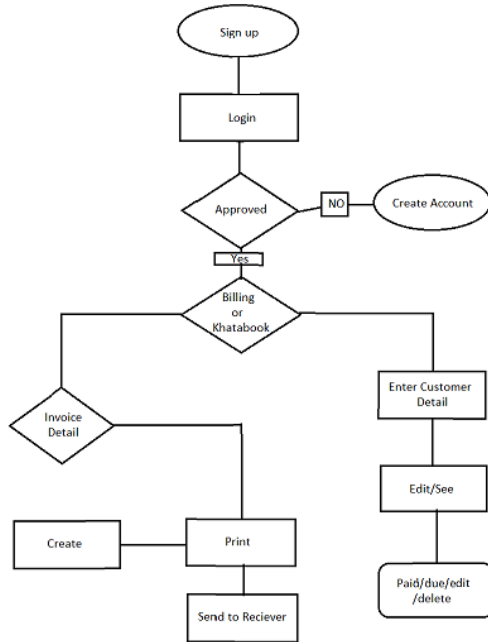 Sign up
Login
Approved
NO
Create Account
Yes
Billing
or
Khatabook
Enter Customer
Detail
Invoice
Detail
Edit/See
Create
Print
Paid/due/edit
/delete
Send to Reciever